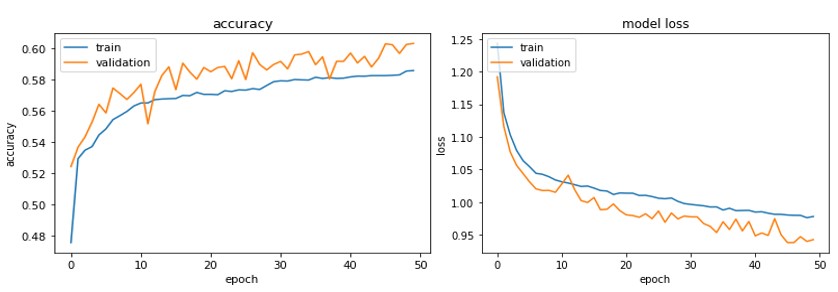 accuracy
train
validation
0.60
0.58
0.56
0.54
0.52
0.50
0.48
accuracy
0 10 20 30 40 50
epoch
model loss
train
validation
1.25
1.20
1.15
1.10
1.05
1.00
0.95
loss
0 10 20 30 40 50
epoch